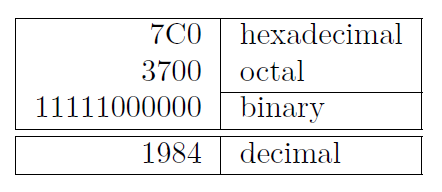 7C0 hexadecimal
3700 octal
11111000000 binary
1984 decimal